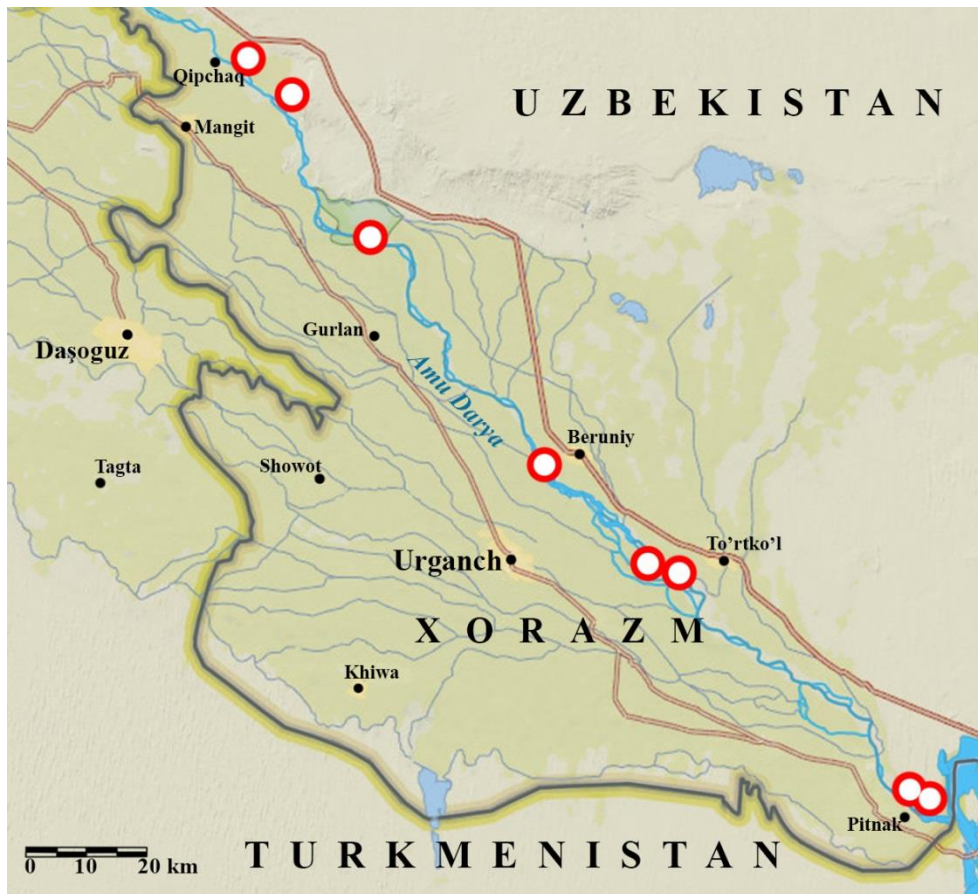 Qipchaq
UZBEKISTAN
Mangit
Gurlan
Daşoguz
Amu Darya
Beruniy
Tagta
Showot
Urganch
To’rtko’l
XORAZM
Khiwa
Pitnak
0 10 20 km
TURKMENISTAN